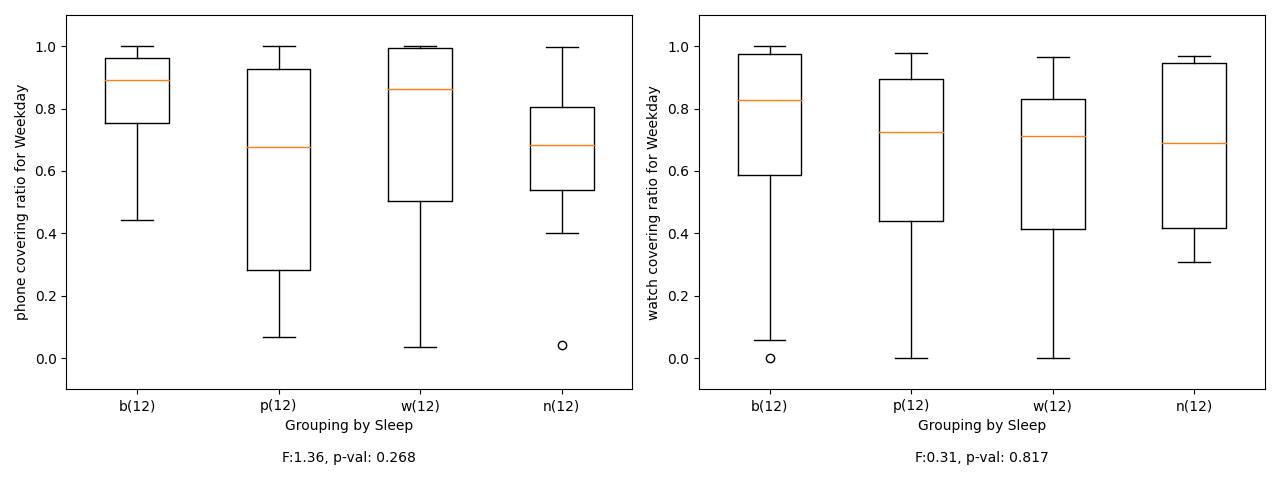 phone covering ratio for Weekday
1.0
0.8
0.6
0.4
0.2
0.0
b(12) p(12) w(12) n(12)
Grouping by Sleep
F:1.36, p-val: 0.268
watch covering ratio for Weekday
1.0
0.8
0.6
0.4
0.2
0.0
b(12) p(12) w(12) n(12)
Grouping by Sleep
F:0.31, p-val: 0.817